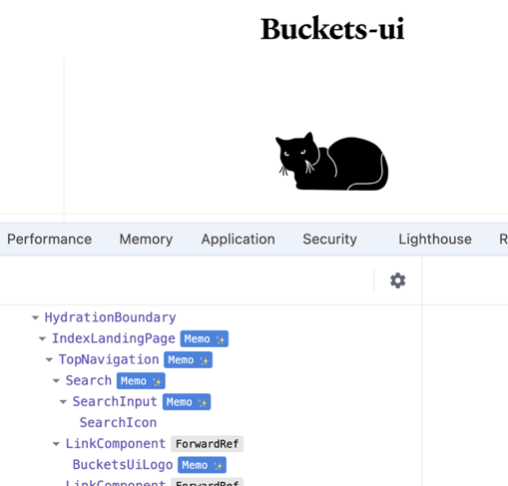 Buckets-ui
Performance Memory Application Security Lighthouse R
HydrationBoundary
IndexLandingPage Memo ✨
TopNavigation Memo ✨
Search Memo ✨
SearchInput Memo ✨
SearchIcon
LinkComponent ForwardRef
BucketsUiLogo Memo ✨
LinkComponent ForwardRef